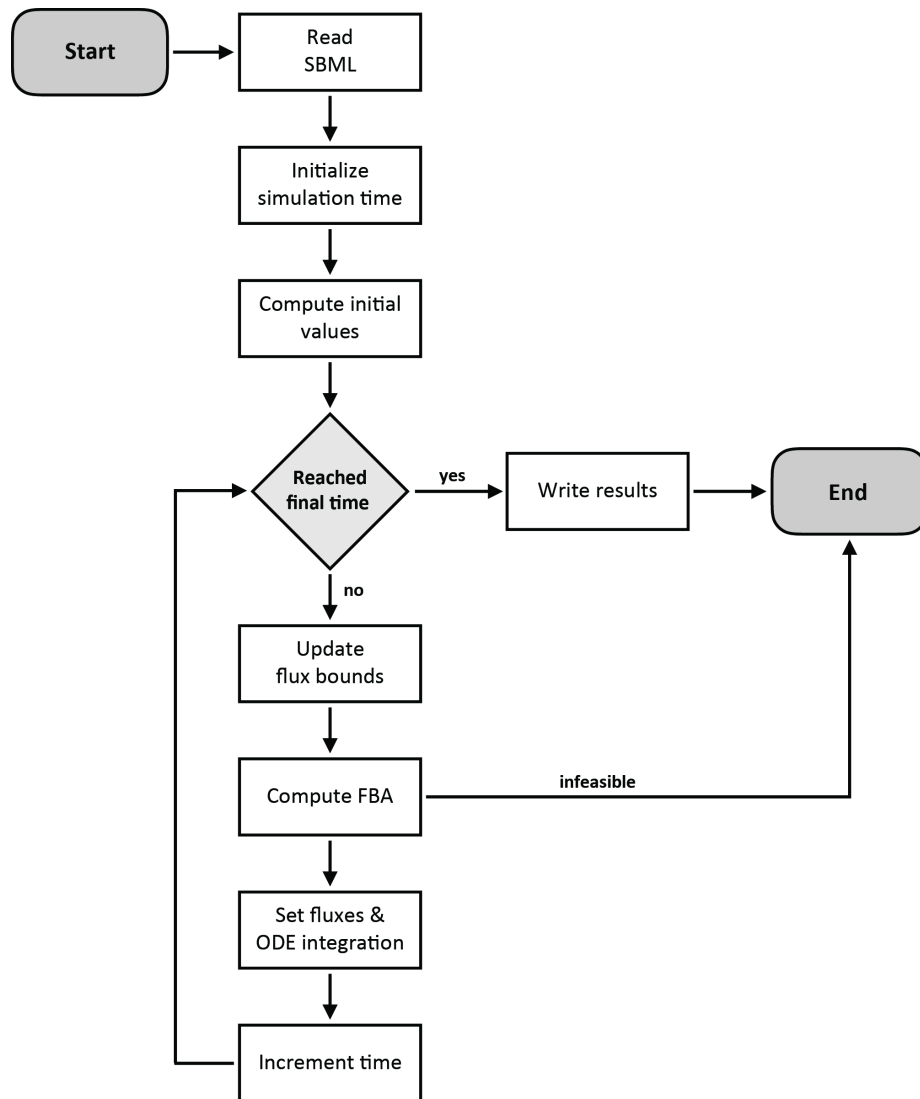 Start
Read
SBML
Initialize
simulation time
Compute initial
values
Reached
final time
yes
Write results
End
no
Update
flux bounds
Compute FBA
infeasible
Set fluxes &
ODE integration
Increment time